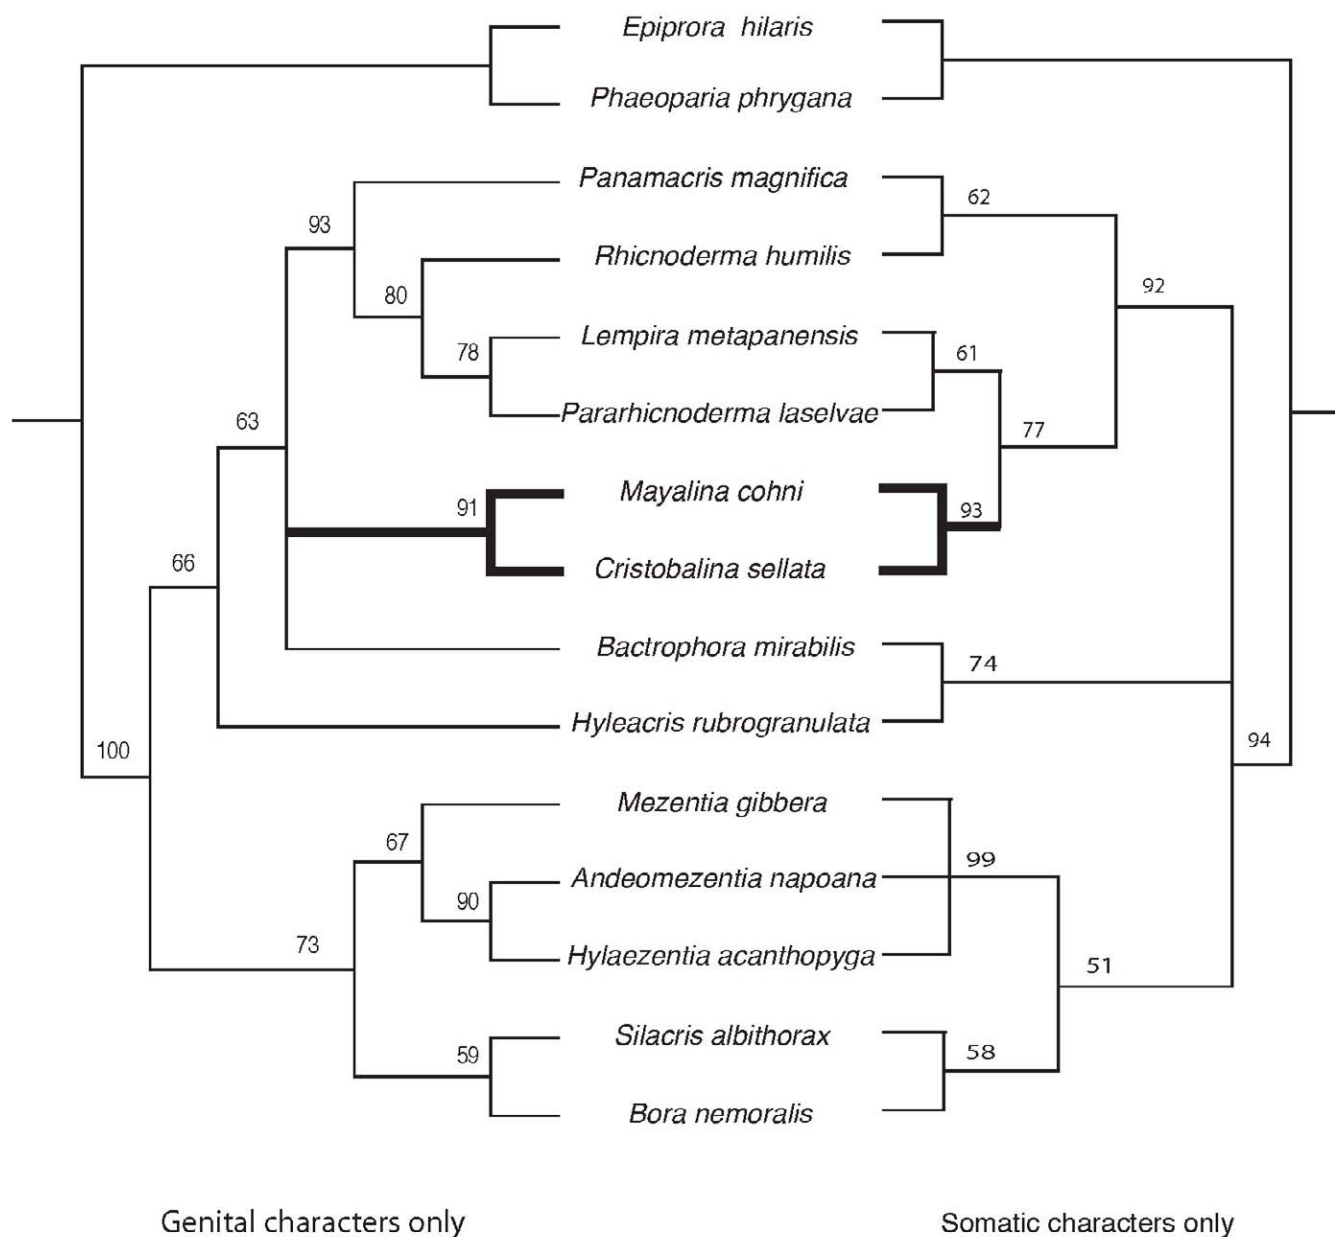 Epiprora hilaris
Phaeoparia phrygana
Panamacris magnifica
62
93
Rhicnoderma humilis
92
80
Lempira metapanensis
78
61
Pararhicnoderma laselvae
63
77
Mayalina cohni
91
93
Cristobalina sellata
66
Bactrophora mirabilis
74
Hyleacris rubrogranulata
100
94
Mezentia gibbera
67
99
Andeomezentia napoana
90
Hylaezentia acanthopyga
73
51
Silacris albithorax
59
58
Bora nemoralis
Genital characters only
Somatic characters only